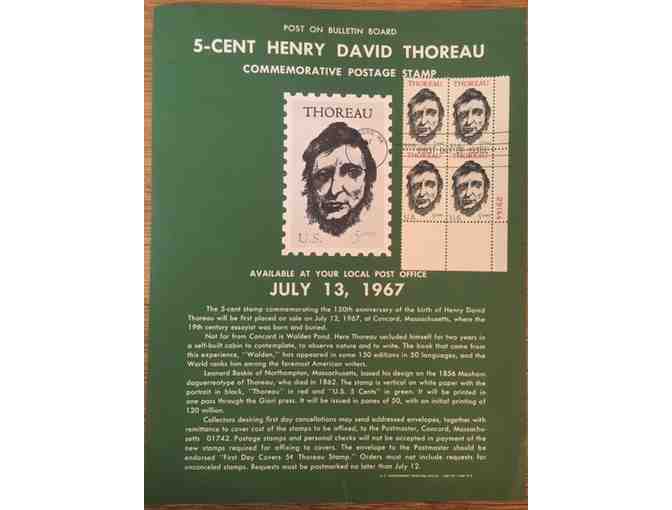 POST ON BULLETIN BOARD
5-CENT HENRY DAVID THOREAU
COMMEMORATIVE POSTAGE STAMP
THOREAU
U.S.
5 cents
THOREAU
THOREAU
FIRST DAY OF ISSUE
THOREAU
THOREAU
U.S.
U.S.
AVAILABLE AT YOUR LOCAL POST OFFICE
JULY 13, 1967
The 5-cent stamp commemorating the 150th anniversary of the birth of Henry David
Thoreau will be first placed on sale on July 12, 1967, at Concord, Massachusetts, where the
19th century essayist was born and buried.
Not far from Concord is Walden Pond. Here Thoreau secluded himself for two years in
a self-built cabin to contemplate, to observe nature and to write. The book that came from
this experience, "Walden," has appeared in some 150 editions in 50 languages, and the
World ranks him among the foremost American writers.
Leonard Baskin of Northampton, Massachusetts, based his design on the 1856 Maxham
daguerreotype of Thoreau, who died in 1862. The stamp is vertical on white paper with the
portrait in black, "Thoreau" in red and "U.S. 5 Cents" in green. It will be printed in
one pass through the Giori press. It will be issued in panes of 50, with an initial printing of
120 million.
Collectors desiring first day cancellations may send addressed envelopes, together with
remittance to cover cost of the stamps to be affixed, to the Postmaster, Concord, Massachu-
setts 01742. Postage stamps and personal checks will not be accepted in payment of the
new stamps required for affixing to covers. The envelope to the Postmaster should be
endorsed "First Day Covers 5¢ Thoreau Stamp." Orders must not include requests for
uncanceled stamps. Requests must be postmarked no later than July 12.